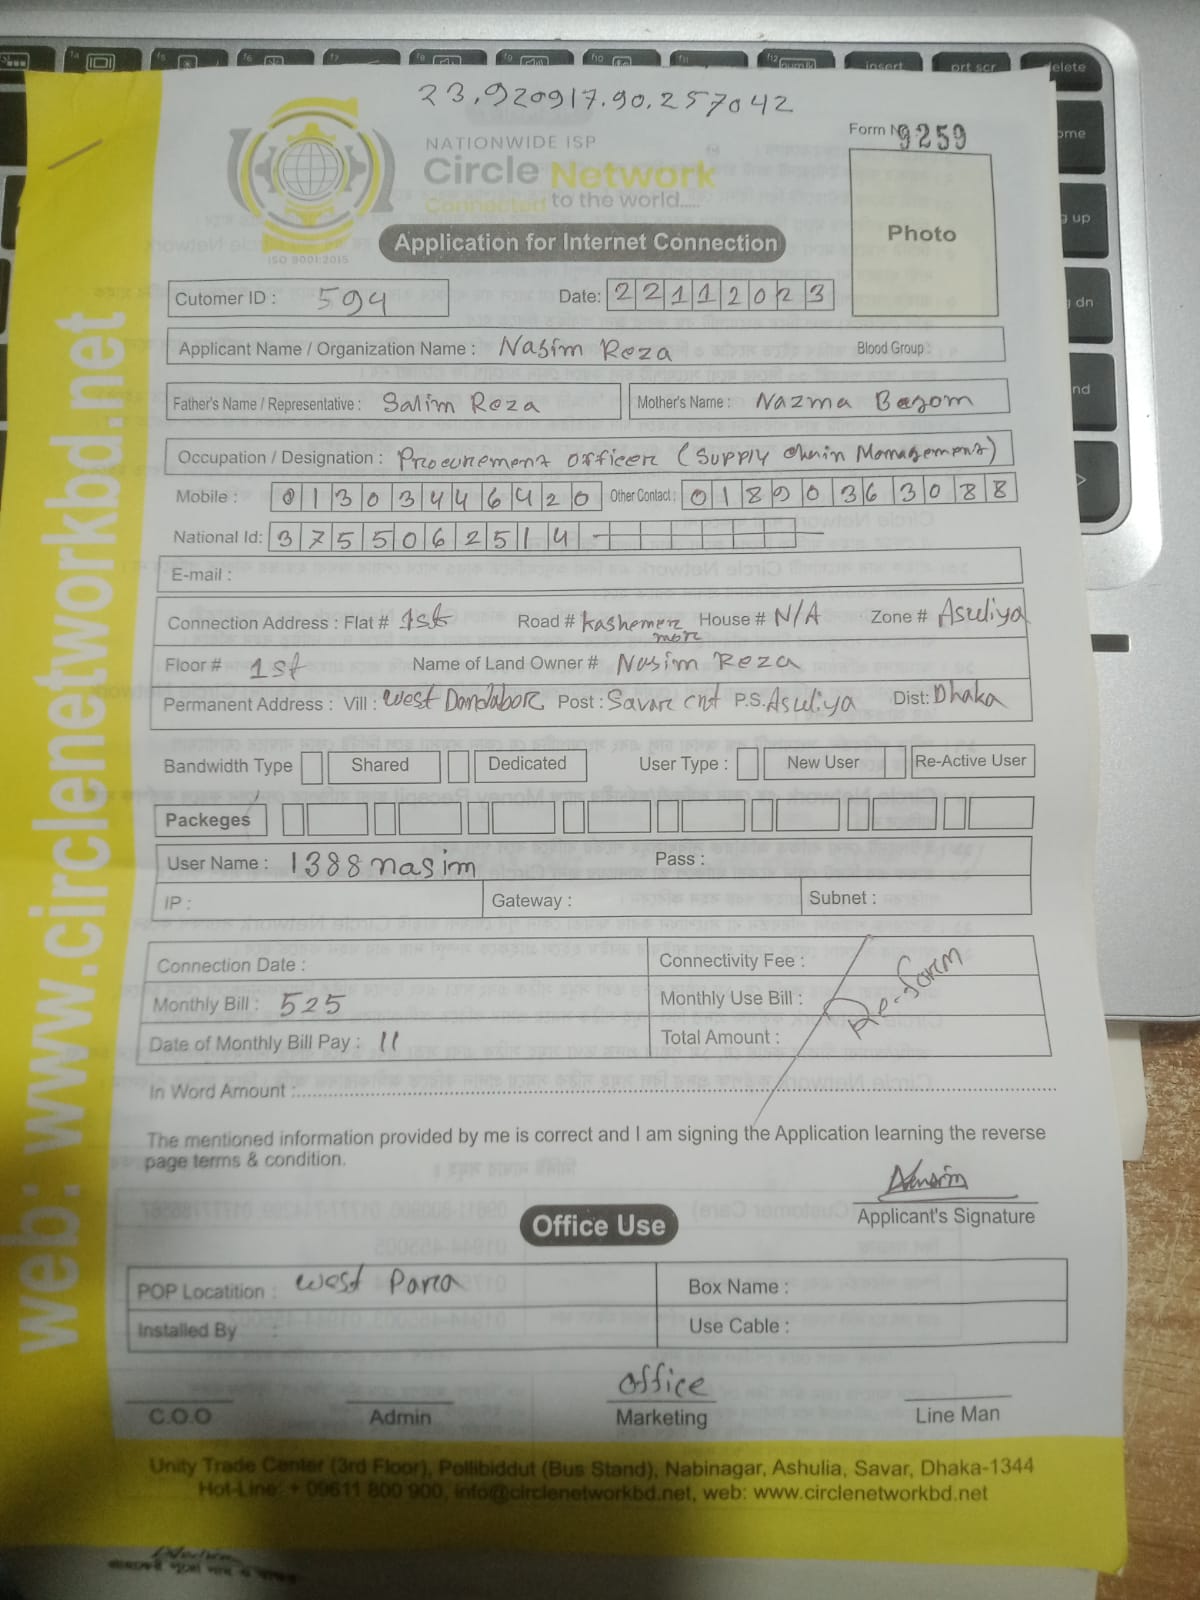 23.920917.90.257042
NATIONWIDE ISP
Circle Network
Connected to the world.....
ISO 9001:2015
Form No 9259
Photo
Application for Internet Connection
Cutomer ID : 594 Date: 22112023
Applicant Name / Organization Name : Nasim Reza Blood Group :
Father's Name / Representative : Salim Reza Mother's Name : Nazma Begom
Occupation / Designation : Procurement Officer (Supply Chain Management)
Mobile : 01303446420 Other Contact : 01890363088
National Id: 3755062514
E-mail :
Connection Address : Flat # 1st Road # Kashemer more House # N/A Zone # Asuliya
Floor # 1st Name of Land Owner # Nasim Reza
Permanent Address : Vill : West Dandabor Post : Savar cnt P.S. Asuliya Dist: Dhaka
Bandwidth Type Shared Dedicated User Type : New User Re-Active User
Packeges
User Name : 1388nasim Pass :
IP : Gateway : Subnet :
Connection Date : Connectivity Fee :
Monthly Bill : 525 Monthly Use Bill :
Date of Monthly Bill Pay : 11 Total Amount :
Re-form
In Word Amount :
The mentioned information provided by me is correct and I am signing the Application learning the reverse
page terms & condition.
Nasim
Applicant's Signature
Office Use
POP Locatition : West Para Box Name :
Installed By : Use Cable :
office
C.O.O Admin Marketing Line Man
Unity Trade Center (3rd Floor), Pollibiddut (Bus Stand), Nabinagar, Ashulia, Savar, Dhaka-1344
Hot-Line: + 09611 800 900, info@circlenetworkbd.net, web: www.circlenetworkbd.net
web: www.circlenetworkbd.net